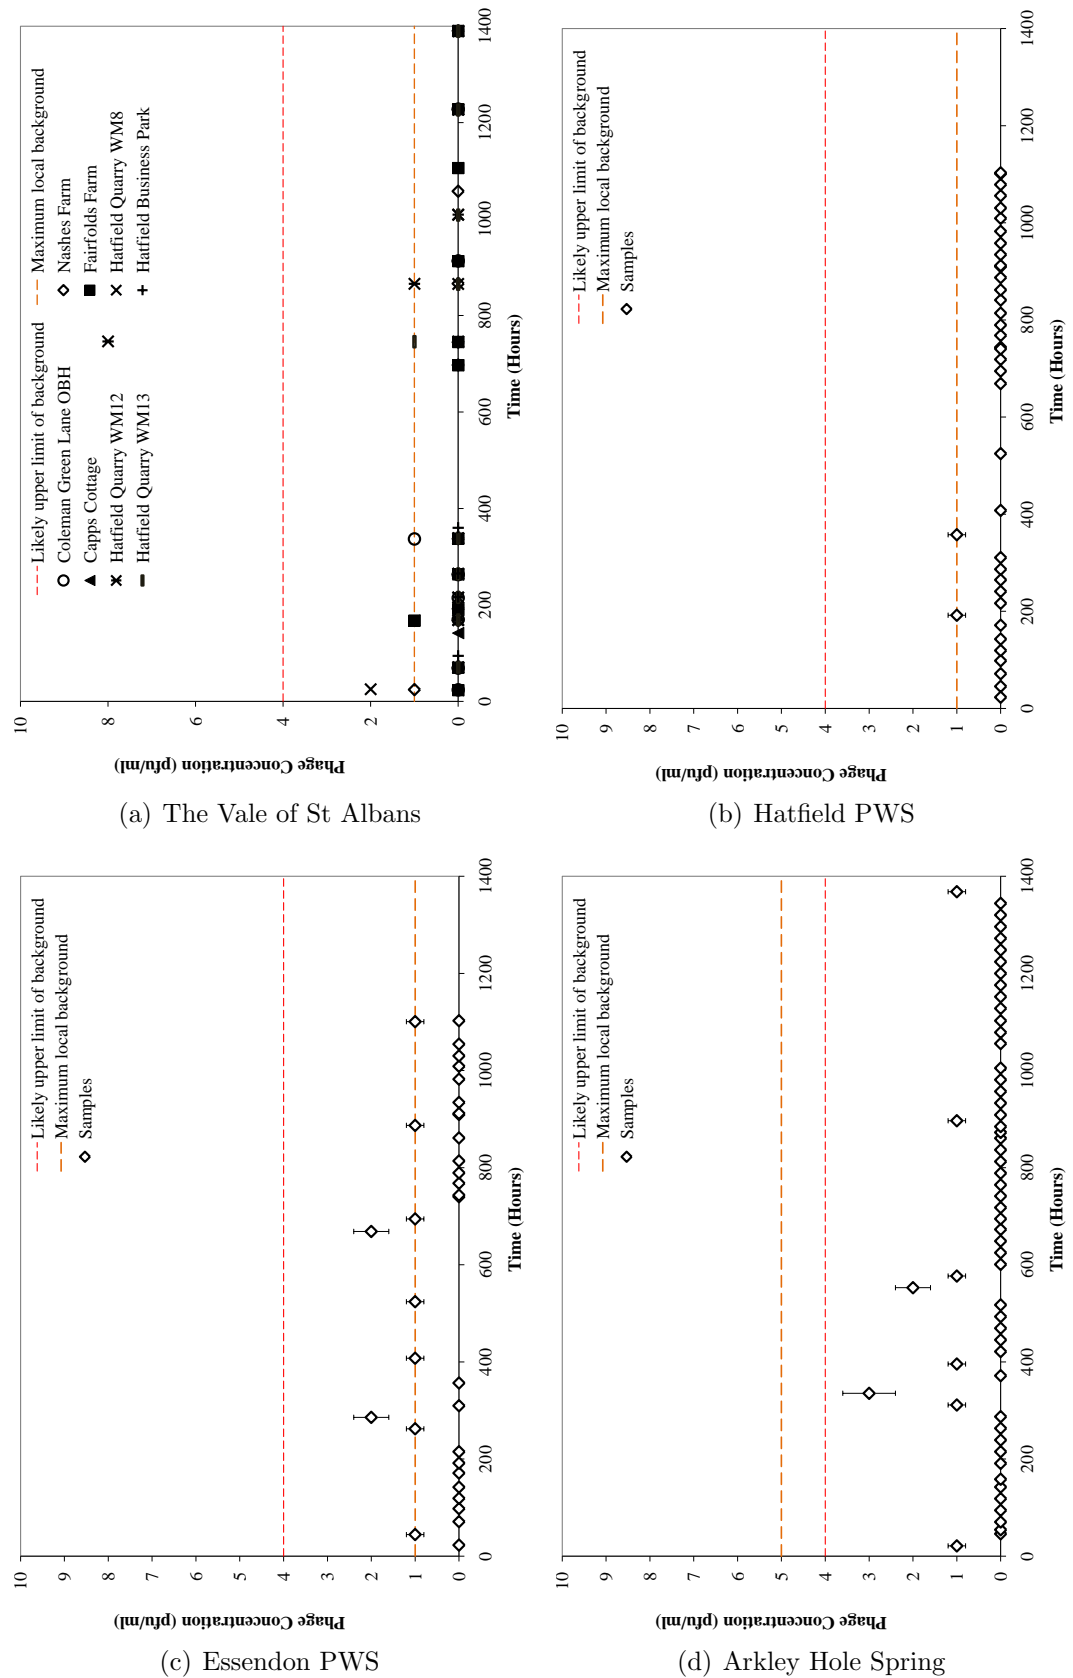 10
9
8
7
6
5
4
3
2
1
0
Phage Concentration (pfu/ml)
0
200
400
600
800
1000
1200
1400
Time (Hours)
Likely upper limit of background
Maximum local background
Coleman Green Lane OBH
Nashes Farm
Capps Cottage
Fairfolds Farm
Hatfield Quarry WM12
Hatfield Quarry WM8
Hatfield Quarry WM13
Hatfield Business Park
(a) The Vale of St Albans
10
9
8
7
6
5
4
3
2
1
0
Phage Concentration (pfu/ml)
0
200
400
600
800
1000
1200
1400
Time (Hours)
Likely upper limit of background
Maximum local background
Samples
(b) Hatfield PWS
10
9
8
7
6
5
4
3
2
1
0
Phage Concentration (pfu/ml)
0
200
400
600
800
1000
1200
1400
Time (Hours)
Likely upper limit of background
Maximum local background
Samples
(c) Essendon PWS
10
9
8
7
6
5
4
3
2
1
0
Phage Concentration (pfu/ml)
0
200
400
600
800
1000
1200
1400
Time (Hours)
Likely upper limit of background
Maximum local background
Samples
(d) Arkley Hole Spring